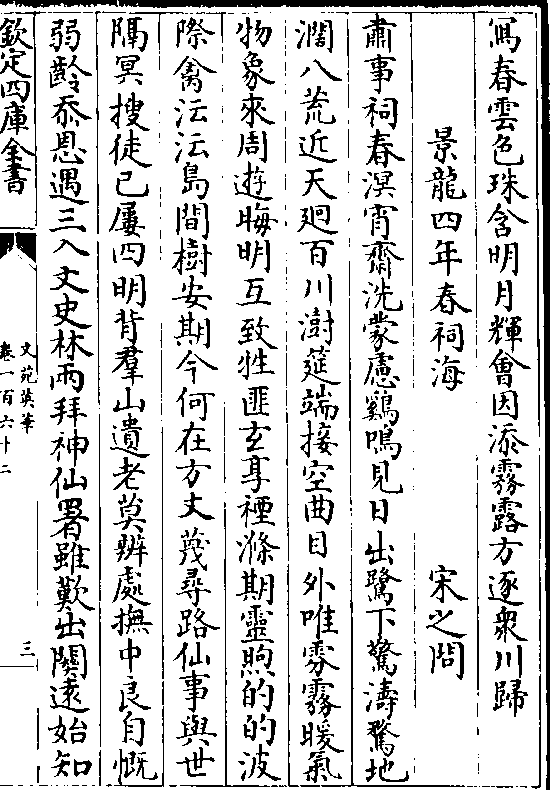 寫春雲色珠含明月輝會因添霧露方逐衆川歸
景龍四年春祠海 宋之問
肅事祠春溟宵齋洗蒙慮鷄鳴見日出鷺下驚濤鶩地
濶八荒近天廻百川澍筵端接空曲目外唯雰霧暖氣
物象來周遊晦明互致牲匪玄享禋滌期靈煦的的波
際禽沄沄島間樹安期今何在方丈蔑尋路仙事與世
隔冥搜徒已屢四明背羣山遺老莫辨處撫中良自慨
弱齡忝恩遇三入文史林兩拜神仙署雖歎出關遠始知
欽定四庫全書
文苑英華
卷一百六十二
三